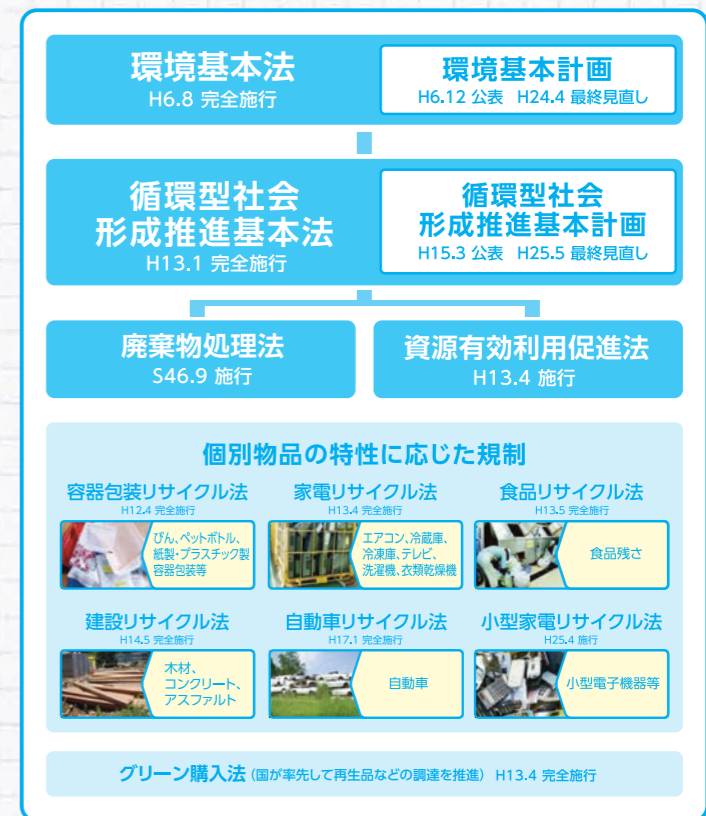 環境基本法
H6.8 完全施行
環境基本計画
H6.12 公表 H24.4 最終見直し
循環型社会
形成推進基本法
H13.1 完全施行
循環型社会
形成推進基本計画
H15.3 公表 H25.5 最終見直し
廃棄物処理法
S46.9 施行
資源有効利用促進法
H13.4 施行
個別物品の特性に応じた規制
容器包装リサイクル法
H12.4 完全施行
びん、ペットボトル、
紙製・プラスチック製
容器包装等
家電リサイクル法
H13.4 完全施行
エアコン、冷蔵庫、
冷凍庫、テレビ、
洗濯機、衣類乾燥機
食品リサイクル法
H13.5 完全施行
食品残さ
建設リサイクル法
H14.5 完全施行
木材、
コンクリート、
アスファルト
自動車リサイクル法
H17.1 完全施行
自動車
小型家電リサイクル法
H25.4 施行
小型電子機器等
グリーン購入法 (国が率先して再生品などの調達を推進) H13.4 完全施行